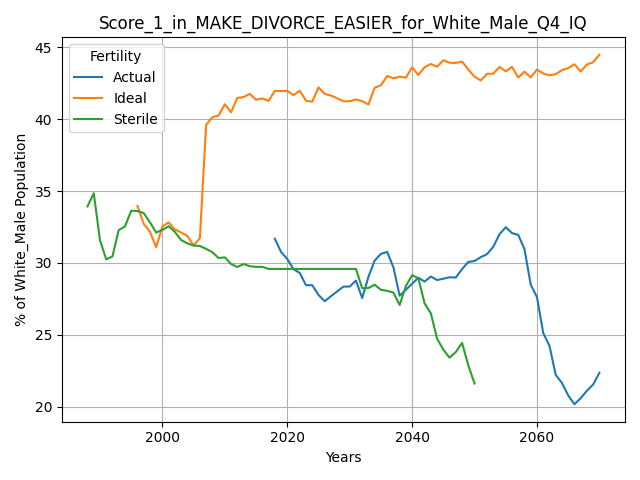 Score_1_in_MAKE_DIVORCE_EASIER_for_White_Male_Q4_IQ
Fertility
Actual
Ideal
Sterile
% of White_Male Population
45
40
35
30
25
20
2000
2020
2040
2060
Years